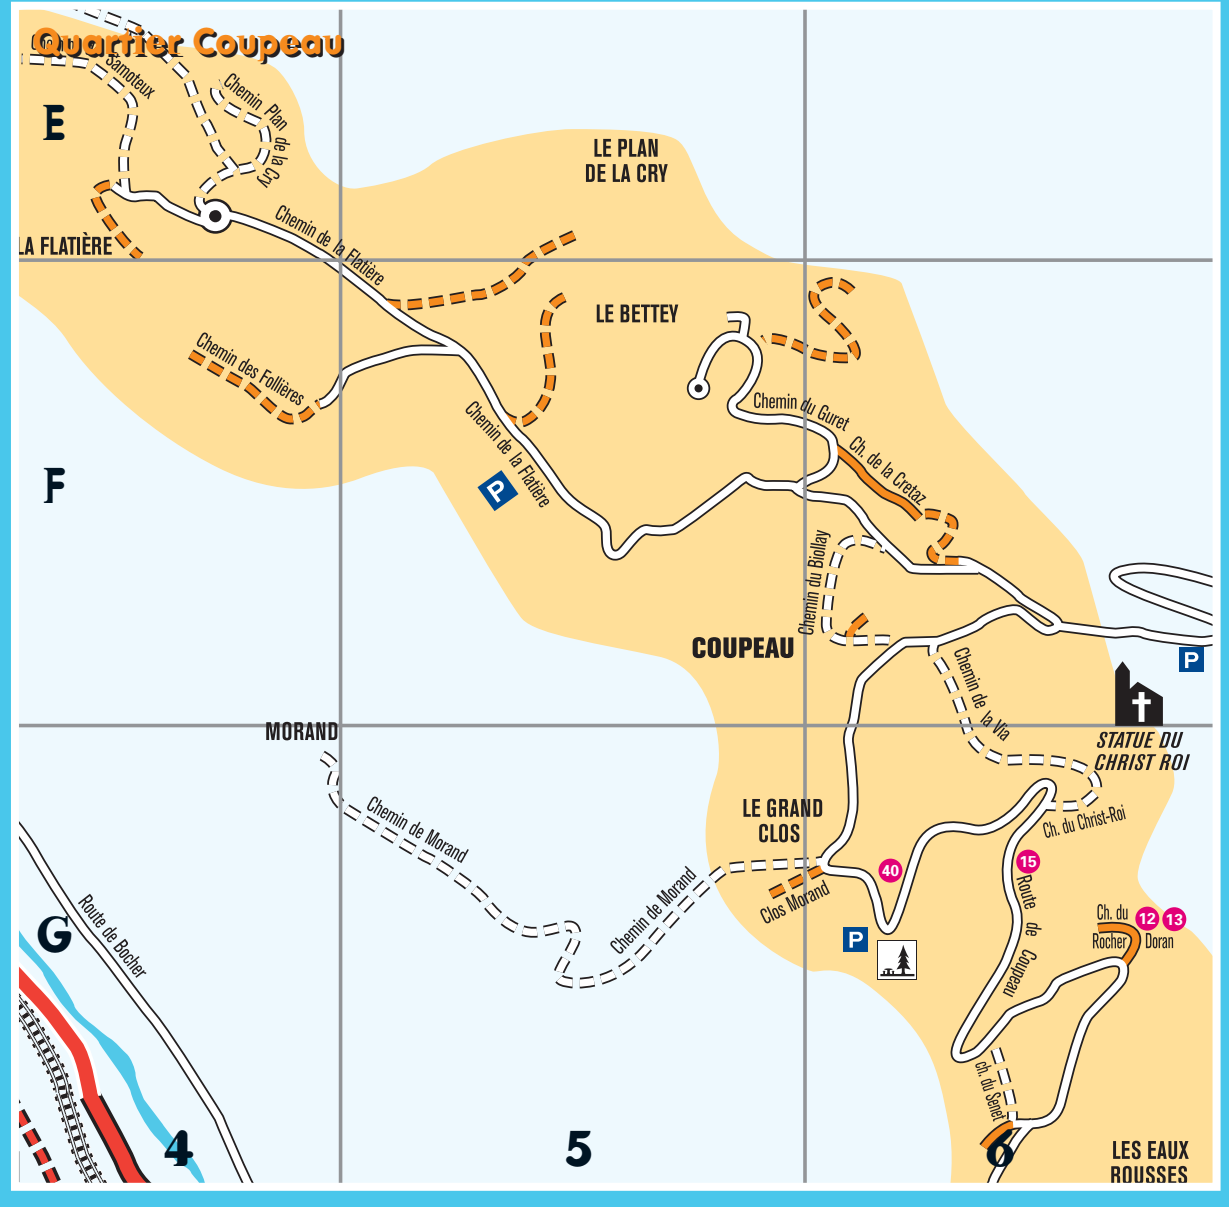 Quartier Coupeau
Samoteux
Chemin Plan
de la Cry
E
LE PLAN
DE LA CRY
Chemin de la Flatière
LA FLATIÈRE
LE BETTEY
Chemin des Follières
Chemin du Guret
Ch. de la Cretaz
Chemin de la Flatière
F
P
Chemin du Biollay
COUPEAU
Chemin de la Via
P
STATUE DU
CHRIST ROI
MORAND
Chemin de Morand
LE GRAND
CLOS
Ch. du Christ-Roi
40
15
Route de Coupeau
Chemin de Morand
Clos Morand
Route de Bocher
G
P
Ch. du
Rocher Doran
12 13
ch. du Senet
4
5
6
LES EAUX
ROUSSES